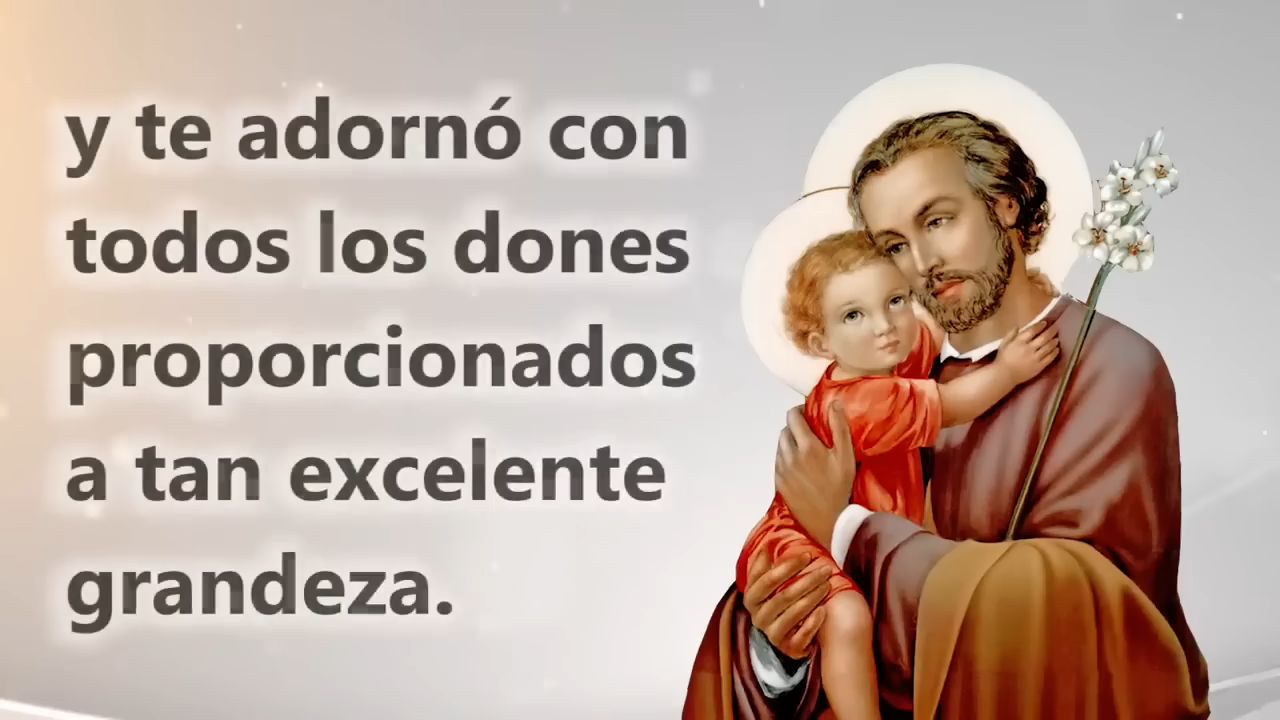 y te adornó con
todos los dones
proporcionados
a tan excelente
grandeza.